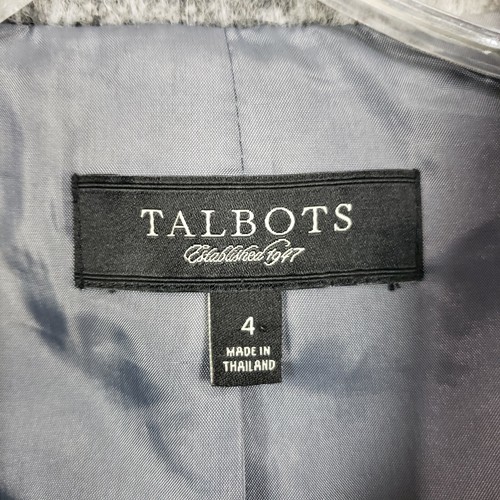 TALBOTS
Established 1947
4
MADE IN
THAILAND